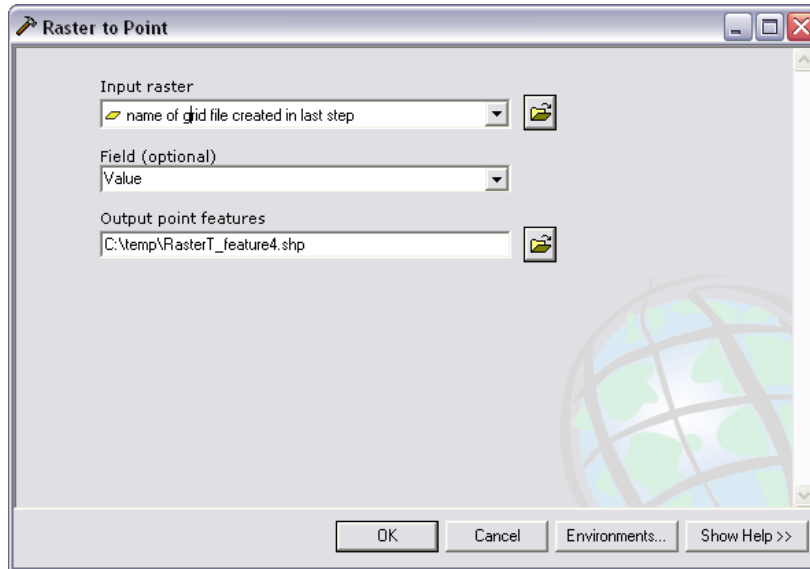 Raster to Point
Input raster
name of grid file created in last step
Field (optional)
Value
Output point features
C:\temp\RasterT_feature4.shp
OK
Cancel
Environments...
Show Help >>